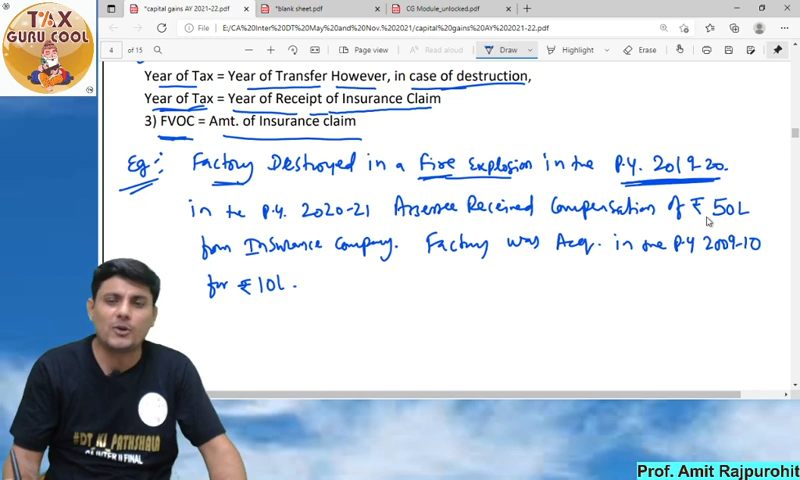 TAX
GURU COOL
*capital gains AY 2021-22.pdf
*blank sheet.pdf
CG Module_unlocked.pdf
E:/CA%20Inter%20DT%20May%20and%20Nov.%202021/capital%20gains%20AY%202021-22.pdf
4 of 15
Page view
Read aloud
Draw
Highlight
Erase
Year of Tax = Year of Transfer However, in case of destruction,
Year of Tax = Year of Receipt of Insurance Claim
3) FVOC = Amt. of Insurance claim
Eg:- Factory Destroyed in a Fire Explosion in the P.Y. 2019-20.
in the P.Y. 2020-21 Assessee Received Compensation of ₹ 50L
from Insurance Company. Factory was Acq. in the P.Y 2009-10
for ₹ 10L.
#DT KI PATHSHALA
CA INTER II FINAL
Prof. Amit Rajpurohit